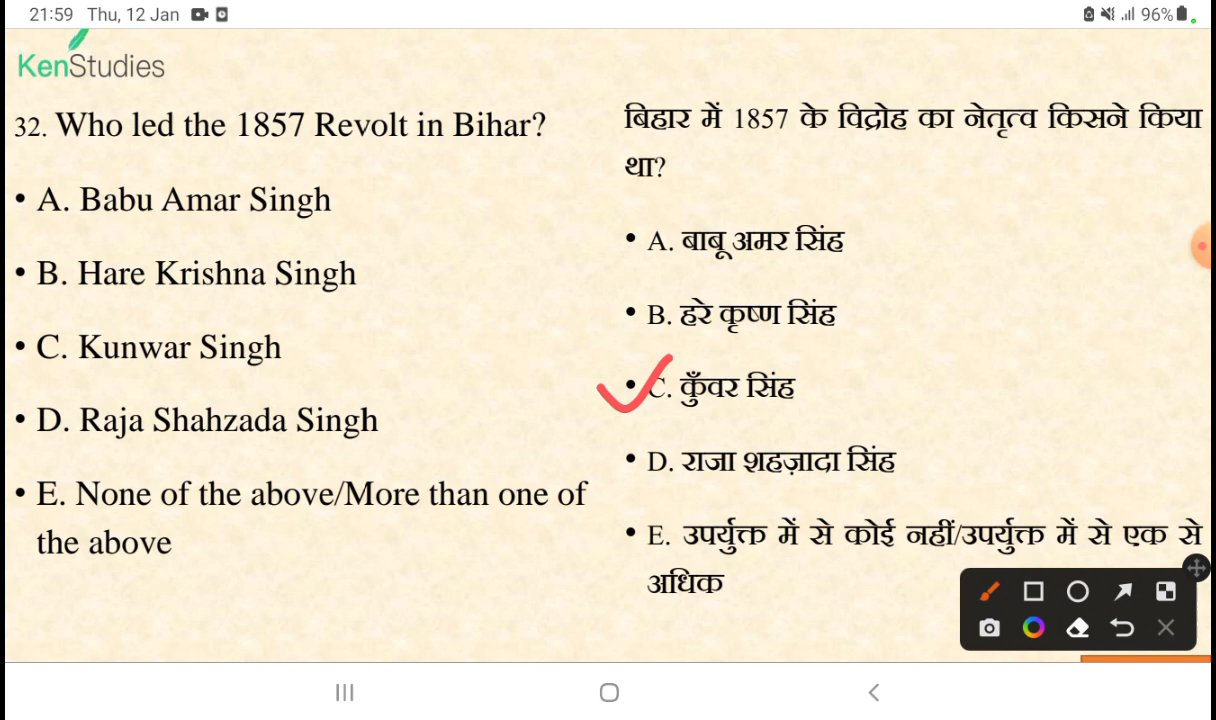 21:59 Thu, 12 Jan
96%
KenStudies
32. Who led the 1857 Revolt in Bihar?
• A. Babu Amar Singh
• B. Hare Krishna Singh
• C. Kunwar Singh
• D. Raja Shahzada Singh
• E. None of the above/More than one of
the above
बिहार में 1857 के विद्रोह का नेतृत्व किसने किया
था?
• A. बाबू अमर सिंह
• B. हरे कृष्ण सिंह
• C. कुँवर सिंह
• D. राजा शहज़ादा सिंह
• E. उपर्युक्त में से कोई नहीं/उपर्युक्त में से एक से
अधिक